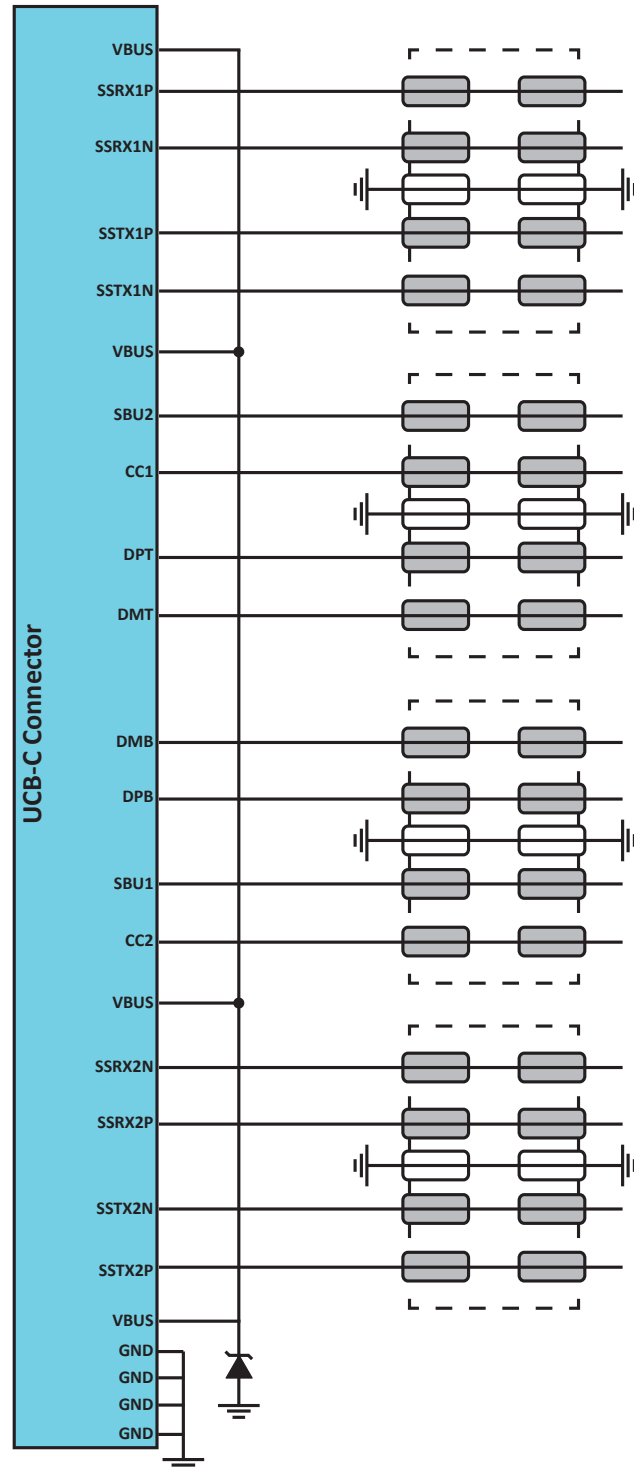 VBUS
SSRX1P
SSRX1N
SSTX1P
SSTX1N
VBUS
SBU2
CC1
DPT
DMT
UCB-C Connector
DMB
DPB
SBU1
CC2
VBUS
SSRX2N
SSRX2P
SSTX2N
SSTX2P
VBUS
GND
GND
GND
GND